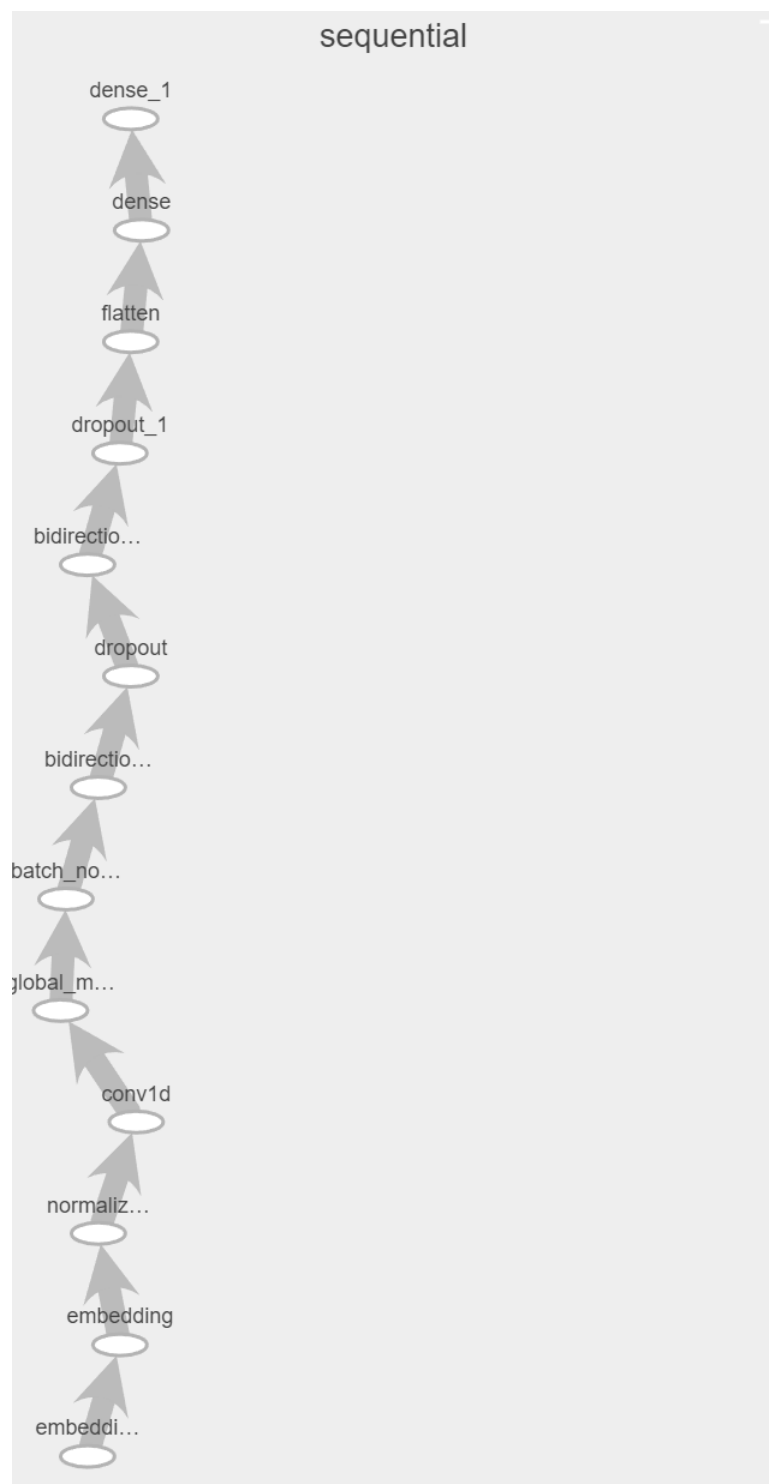 sequential
dense_1
dense
flatten
dropout_1
bidirectio…
dropout
bidirectio…
batch_no…
global_m…
conv1d
normaliz…
embedding
embeddi…